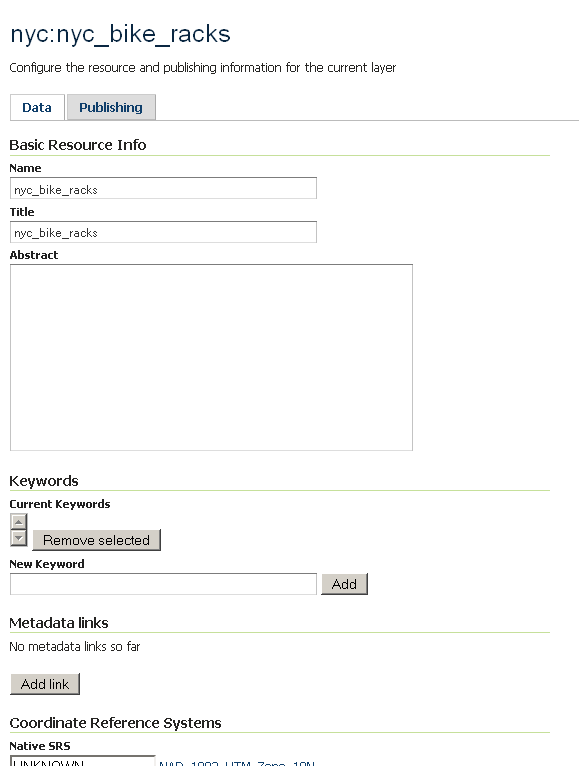 nyc:nyc_bike_racks
Configure the resource and publishing information for the current layer
Data Publishing
Basic Resource Info
Name
nyc_bike_racks
Title
nyc_bike_racks
Abstract
Keywords
Current Keywords
Remove selected
New Keyword
Add
Metadata links
No metadata links so far
Add link
Coordinate Reference Systems
Native SRS
UNKNOWN